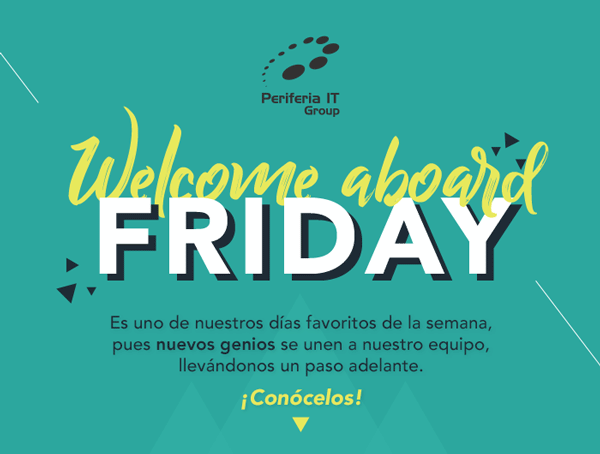 Periferia IT
Group
Welcome aboard
FRIDAY
Es uno de nuestros días favoritos de la semana,
pues nuevos genios se unen a nuestro equipo,
llevándonos un paso adelante.
¡Conócelos!